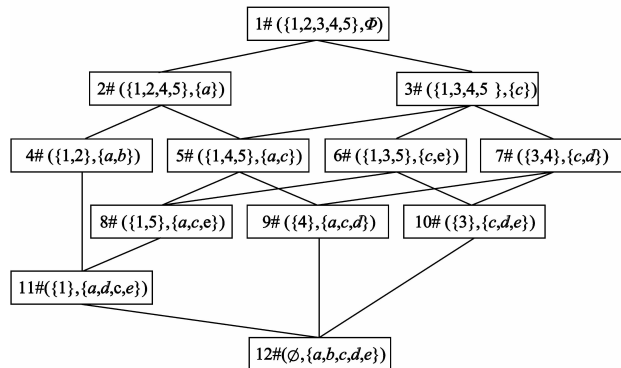 1# ({1,2,3,4,5},Φ)
2# ({1,2,4,5},{a})
3# ({1,3,4,5 },{c})
4# ({1,2},{a,b})
5# ({1,4,5},{a,c})
6# ({1,3,5},{c,e})
7# ({3,4},{c,d})
8# ({1,5},{a,c,e})
9# ({4},{a,c,d})
10# ({3},{c,d,e})
11#({1},{a,d,c,e})
12#(∅,{a,b,c,d,e})